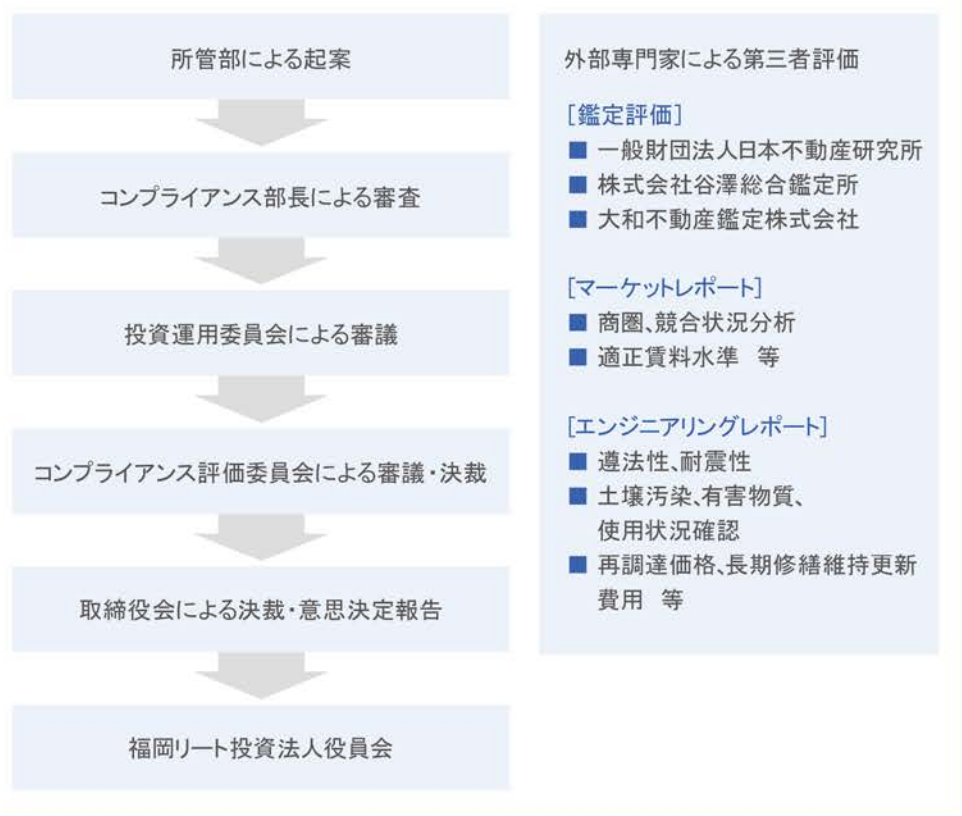 所管部による起案
コンプライアンス部長による審査
投資運用委員会による審議
コンプライアンス評価委員会による審議・決裁
取締役会による決裁・意思決定報告
福岡リート投資法人役員会
外部専門家による第三者評価
[鑑定評価]
■ 一般財団法人日本不動産研究所
■ 株式会社谷澤総合鑑定所
■ 大和不動産鑑定株式会社
[マーケットレポート]
■ 商圏、競合状況分析
■ 適正賃料水準　等
[エンジニアリングレポート]
■ 遵法性、耐震性
■ 土壌汚染、有害物質、
使用状況確認
■ 再調達価格、長期修繕維持更新
費用　等